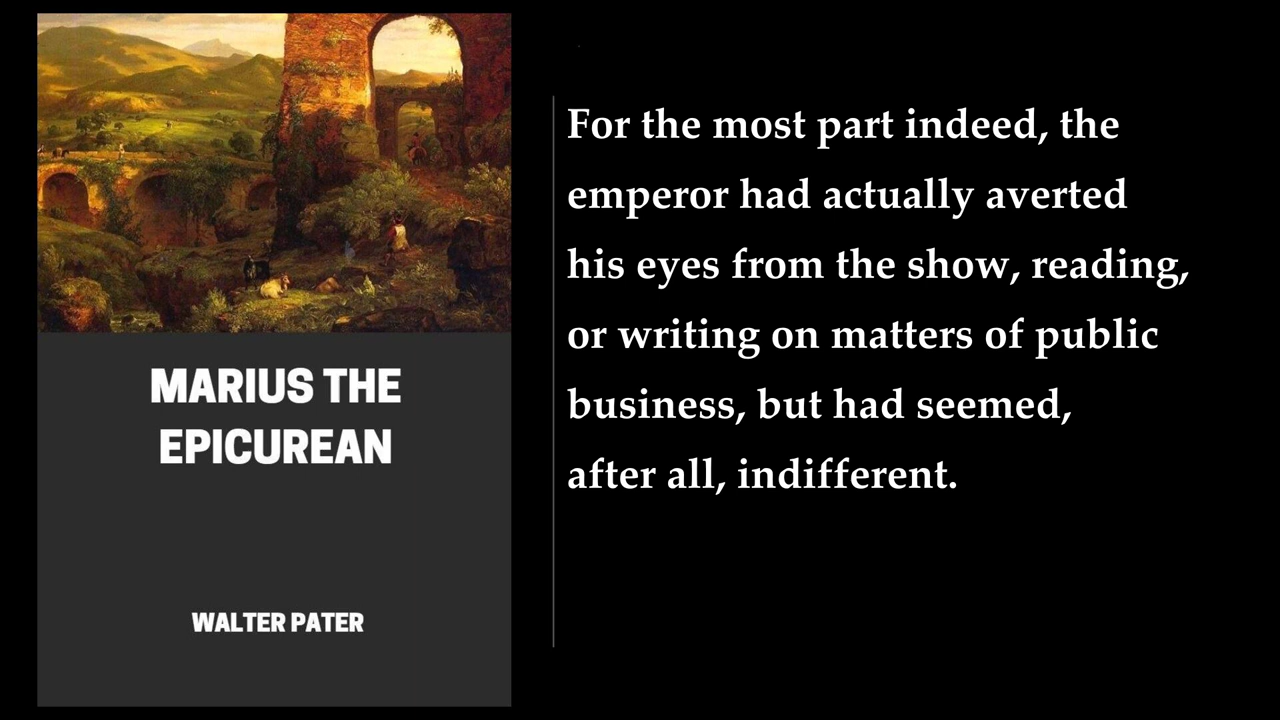 MARIUS THE
EPICUREAN
WALTER PATER
For the most part indeed, the
emperor had actually averted
his eyes from the show, reading,
or writing on matters of public
business, but had seemed,
after all, indifferent.